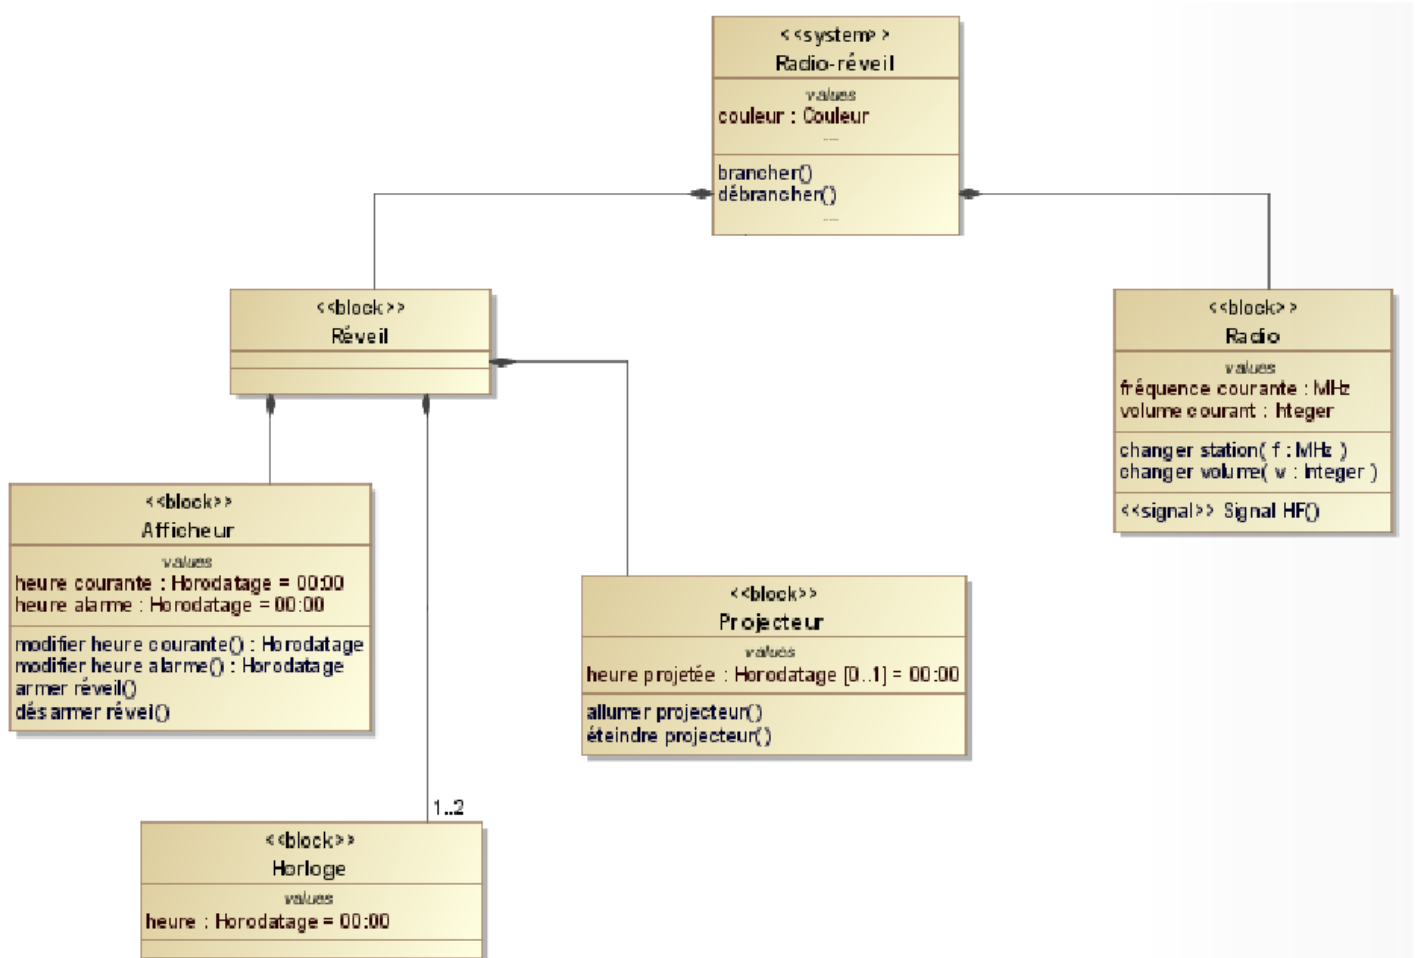 <<system>>
Radio-réveil
values
couleur : Couleur
....
brancher()
débrancher()
....
<<block>>
Réveil
<<block>>
Radio
values
fréquence courante : MHz
volume courant : Integer
changer station( f : MHz )
changer volume( v : Integer )
<<signal>> Signal HF()
<<block>>
Afficheur
values
heure courante : Horodatage = 00:00
heure alarme : Horodatage = 00:00
modifier heure courante() : Horodatage
modifier heure alarme() : Horodatage
armer réveil()
désarmer réveil()
<<block>>
Projecteur
values
heure projetée : Horodatage [0..1] = 00:00
allumer projecteur()
éteindre projecteur()
1..2
<<block>>
Horloge
values
heure : Horodatage = 00:00